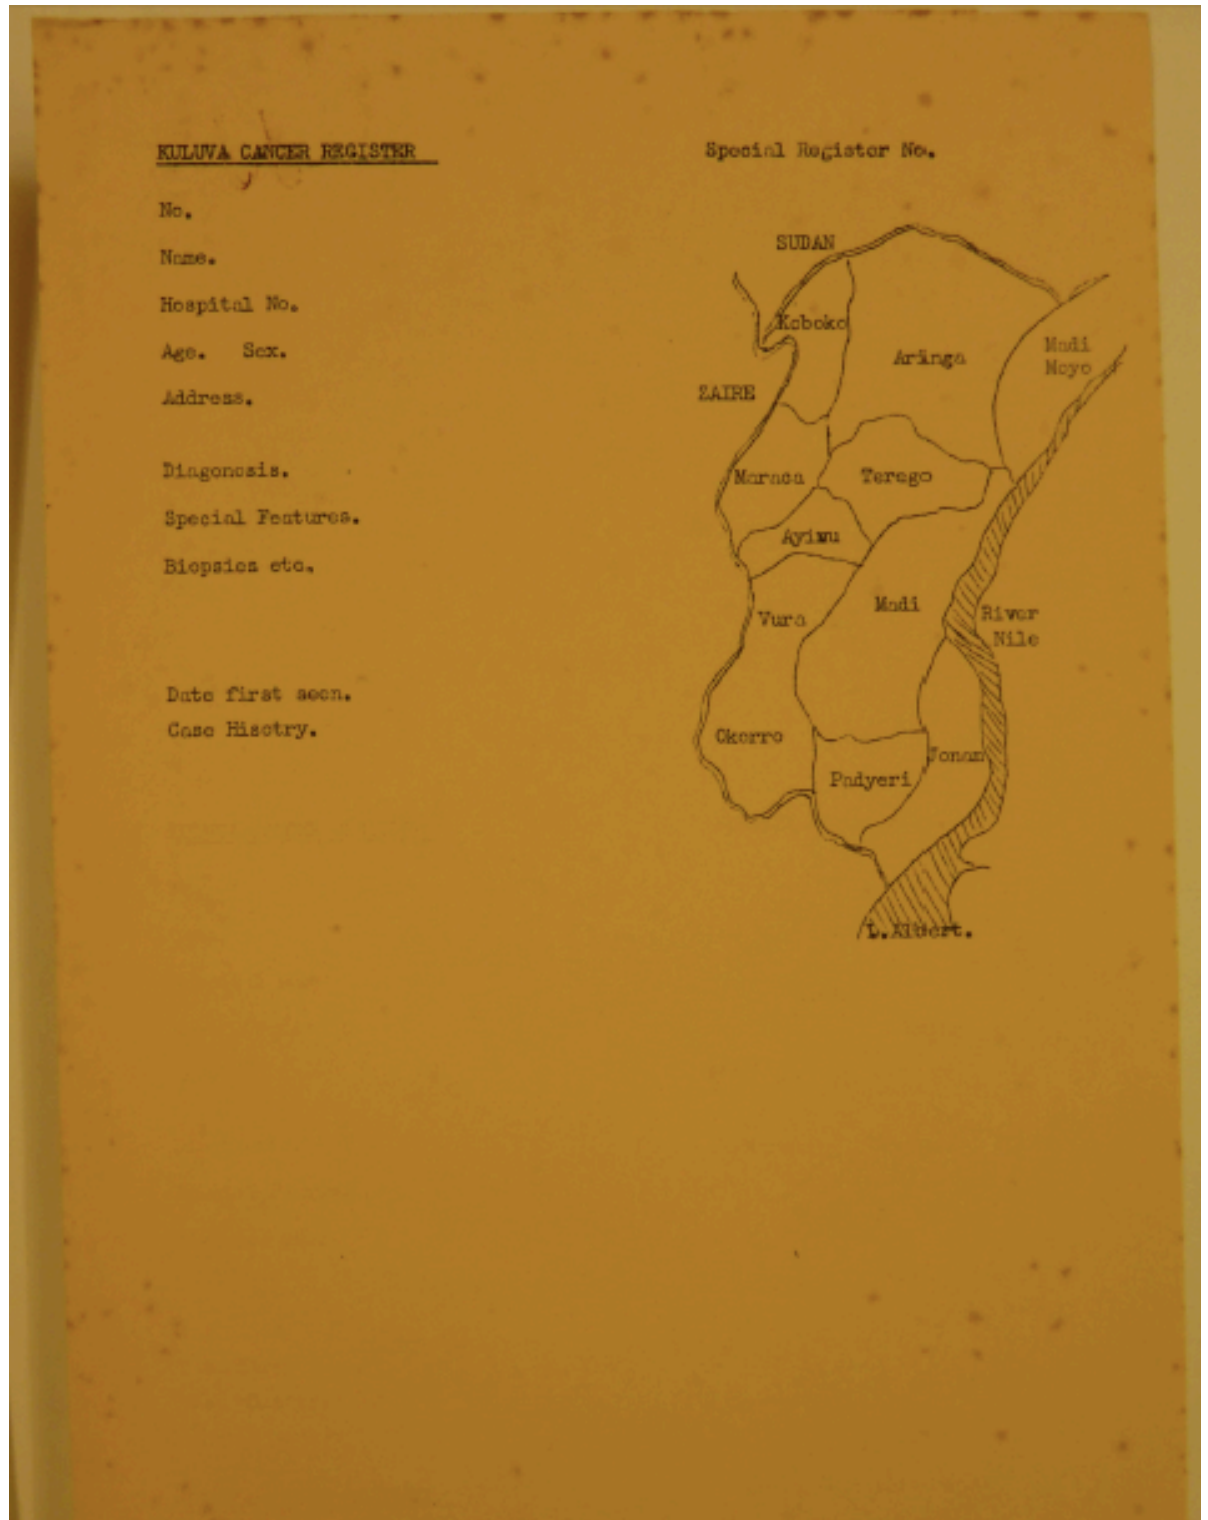 KULUVA CANCER REGISTER
Special Register No.
No.
Name.
Hospital No.
Age. Sex.
Address.
Diagonosis.
Special Features.
Biopsies etc.
Date first seen.
Case Hisotry.
SUDAN
Koboko
Aringa
Madi
Moyo
ZAIRE
Maraca
Terego
Ayivu
Madi
Vura
River
Nile
Okorro
Jonam
Padyeri
L.Albert.